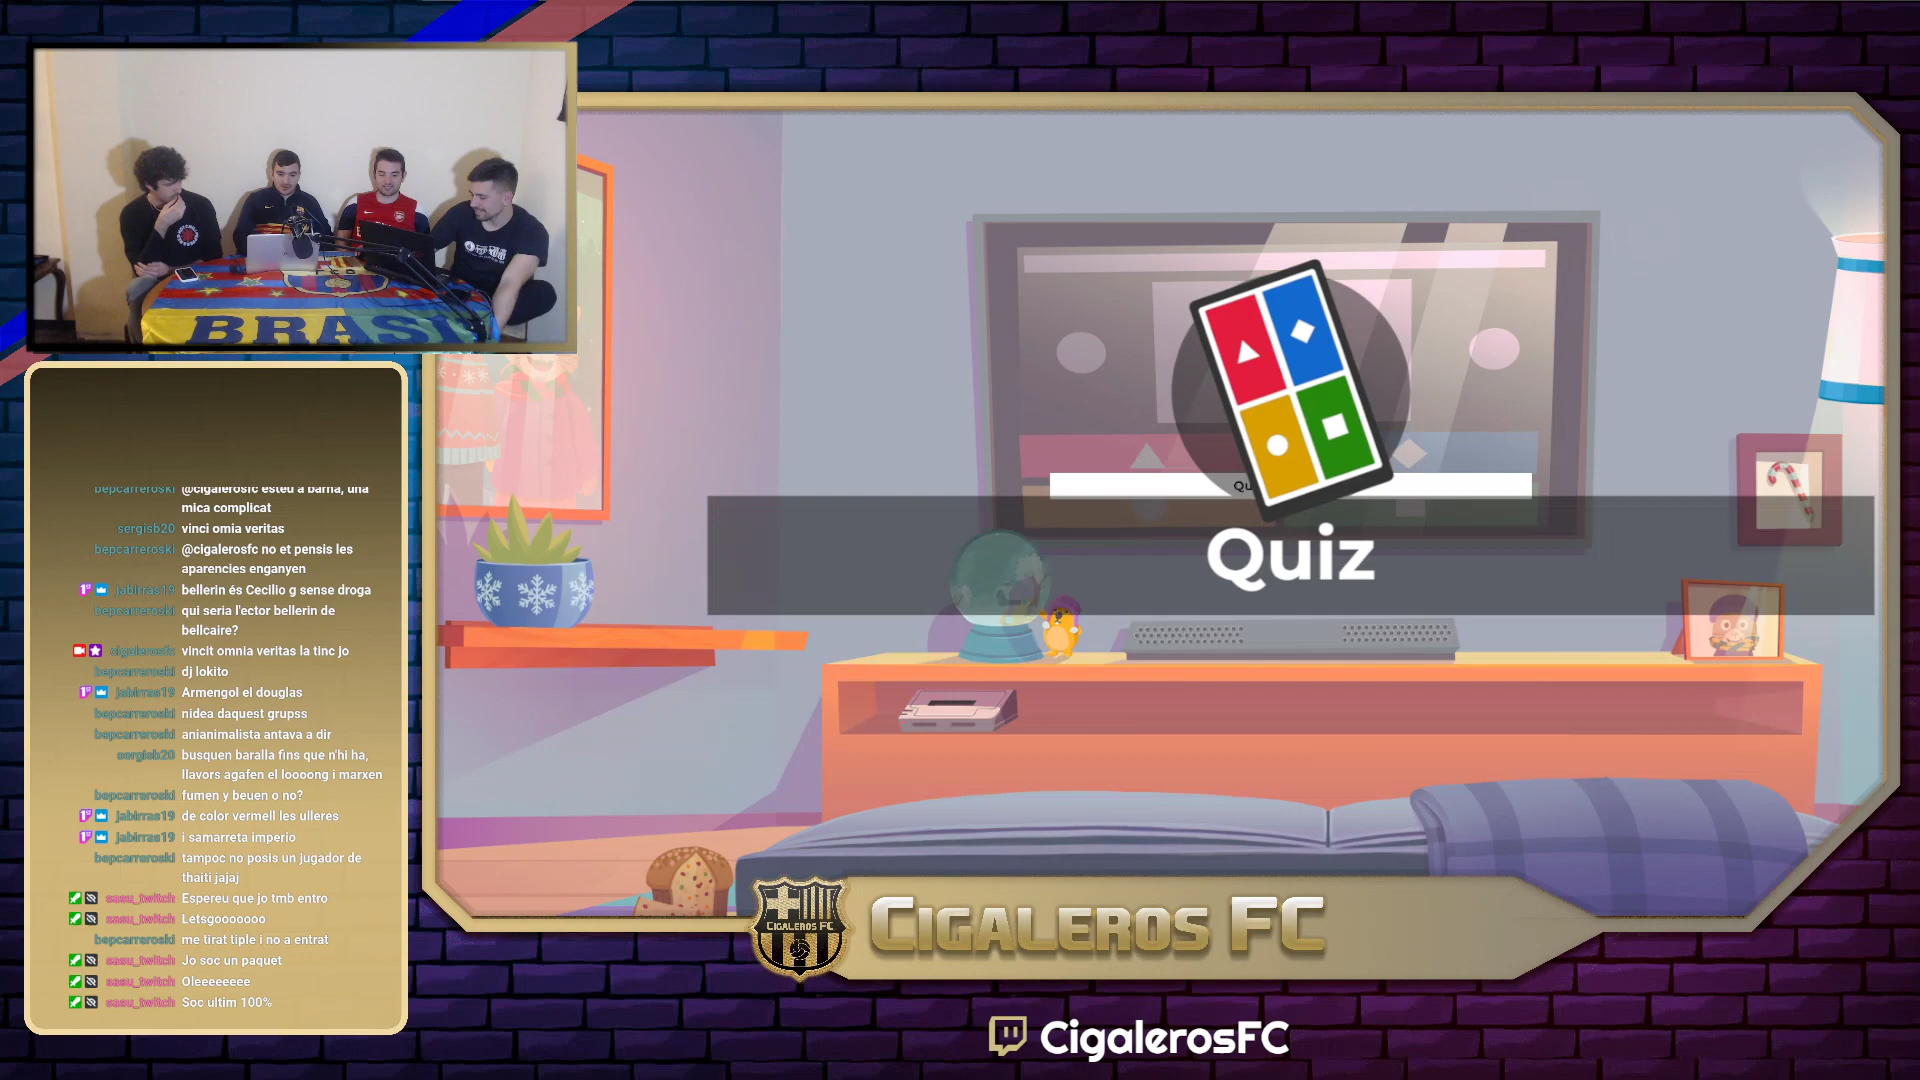 BRASI
bepcarreroski @cigalerosfc esteu a barna, una
mica complicat
sergisb20 vinci omia veritas
bepcarreroski @cigalerosfc no et pensis les
aparencies enganyen
jabirras19 bellerin és Cecilio g sense droga
bepcarreroski qui seria l'ector bellerin de
bellcaire?
cigalerosfc vincit omnia veritas la tinc jo
bepcarreroski dj lokito
jabirras19 Armengol el douglas
bepcarreroski nidea daquest grupss
bepcarreroski anianimalista antava a dir
sergisb20 busquen baralla fins que n'hi ha,
llavors agafen el loooong i marxen
bepcarreroski fumen y beuen o no?
jabirras19 de color vermell les ulleres
jabirras19 i samarreta imperio
bepcarreroski tampoc no posis un jugador de
thaiti jajaj
sasu_twitch Espereu que jo tmb entro
sasu_twitch Letsgooooooo
bepcarreroski me tirat tiple i no a entrat
sasu_twitch Jo soc un paquet
sasu_twitch Oleeeeeee
sasu_twitch Soc ultim 100%
Qu
Quiz
CIGALEROS FC
CIGALEROS FC
CigalerosFC